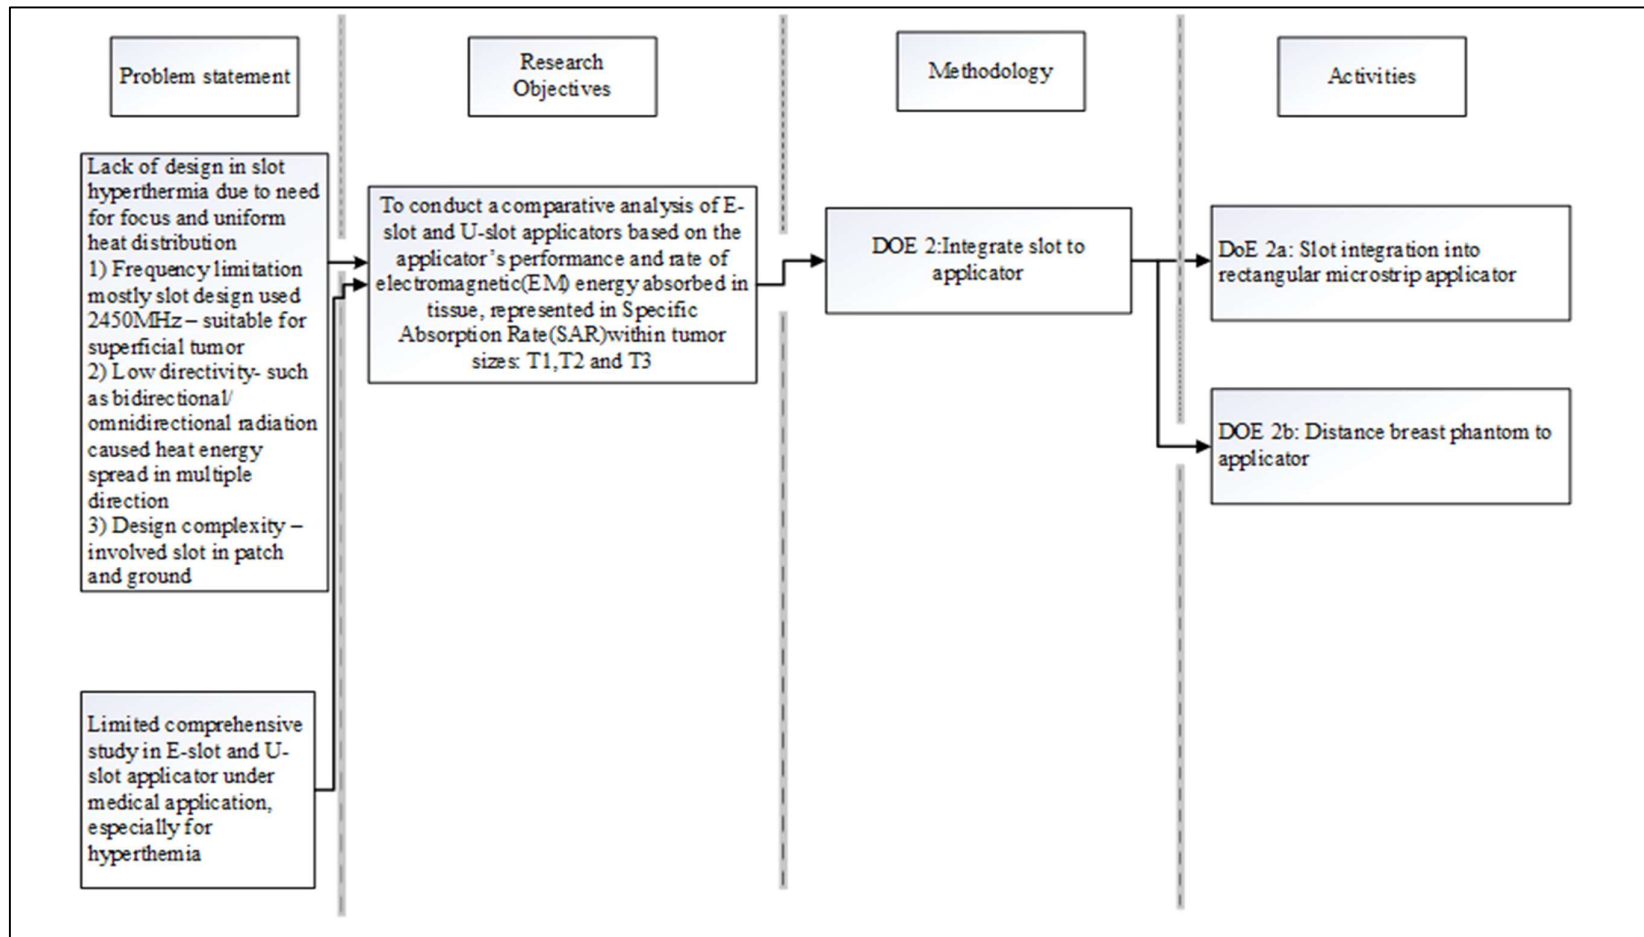 Problem statement
Research
Objectives
Methodology
Activities
Lack of design in slot
hyperthermia due to need
for focus and uniform
heat distribution
1) Frequency limitation
mostly slot design used
2450MHz – suitable for
superficial tumor
2) Low directivity- such
as bidirectional/
omnidirectional radiation
caused heat energy
spread in multiple
direction
3) Design complexity –
involved slot in patch
and ground
Limited comprehensive
study in E-slot and U-
slot applicator under
medical application,
especially for
hyperthemia
To conduct a comparative analysis of E-
slot and U-slot applicators based on the
applicator's performance and rate of
electromagnetic(EM) energy absorbed in
tissue, represented in Specific
Absorption Rate(SAR)within tumor
sizes: T1,T2 and T3
DOE 2:Integrate slot to
applicator
DoE 2a: Slot integration into
rectangular microstrip applicator
DOE 2b: Distance breast phantom to
applicator